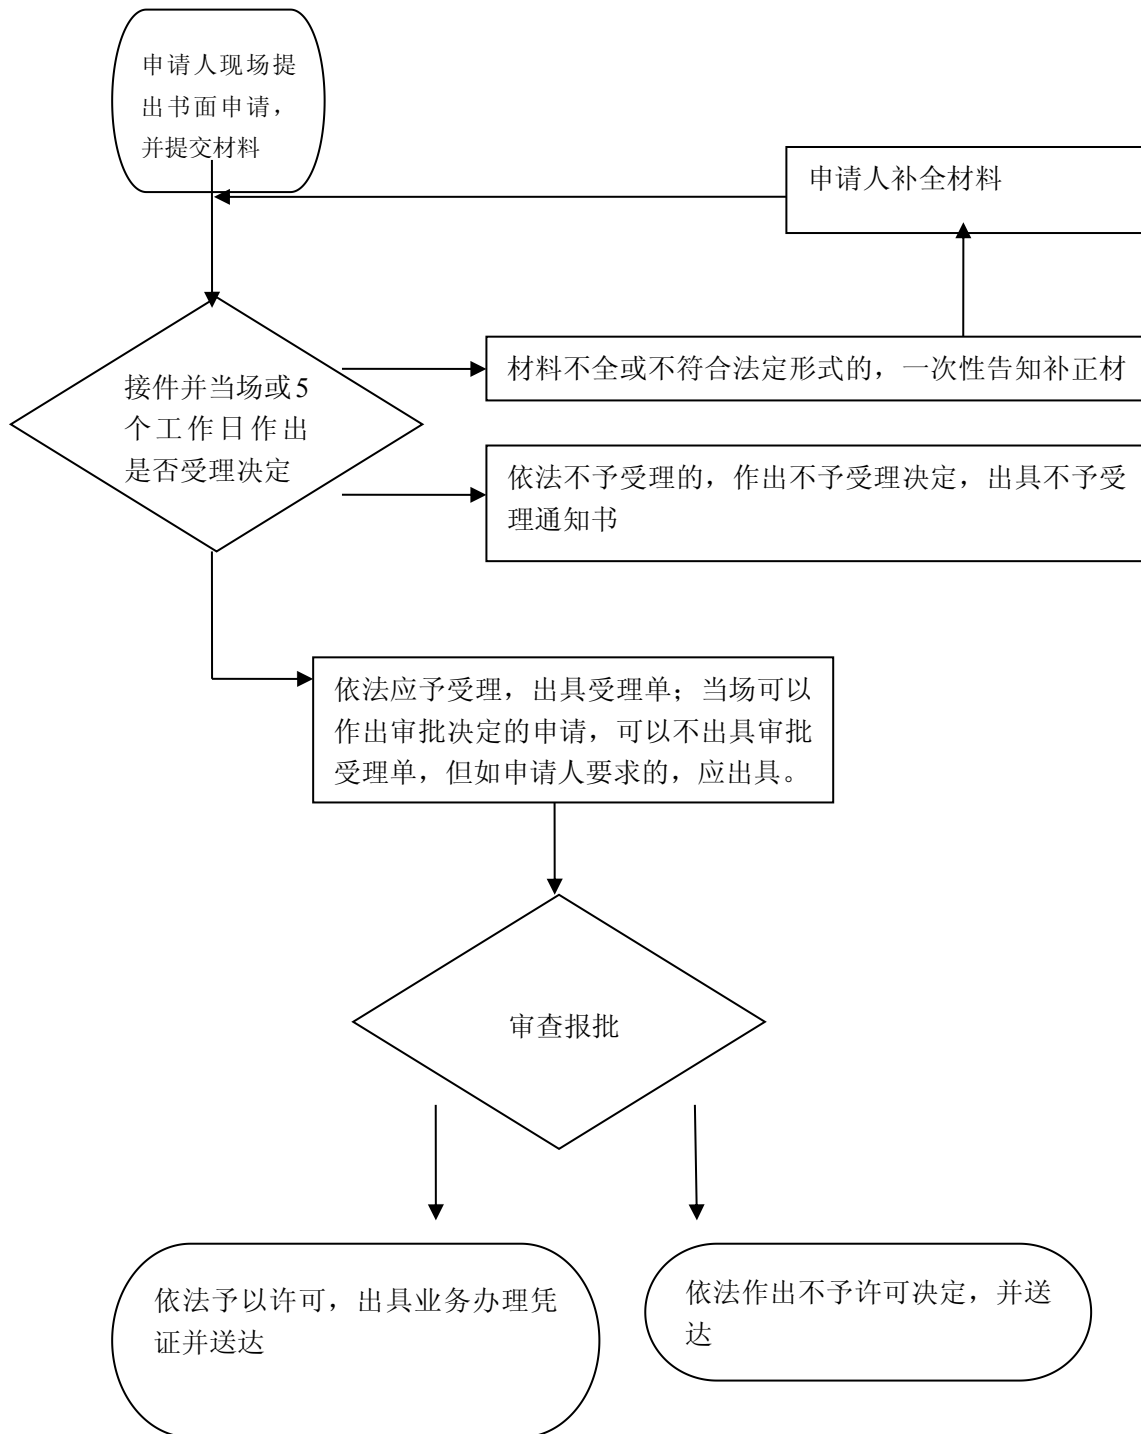 申请人现场提
出书面申请，
并提交材料
申请人补全材料
材料不全或不符合法定形式的，一次性告知补正材
接件并当场或5
个工作日作出
是否受理决定
依法不予受理的，作出不予受理决定，出具不予受
理通知书
依法应予受理，出具受理单；当场可以
作出审批决定的申请，可以不出具审批
受理单，但如申请人要求的，应出具。
审查报批
依法予以许可，出具业务办理凭
证并送达
依法作出不予许可决定，并送
达